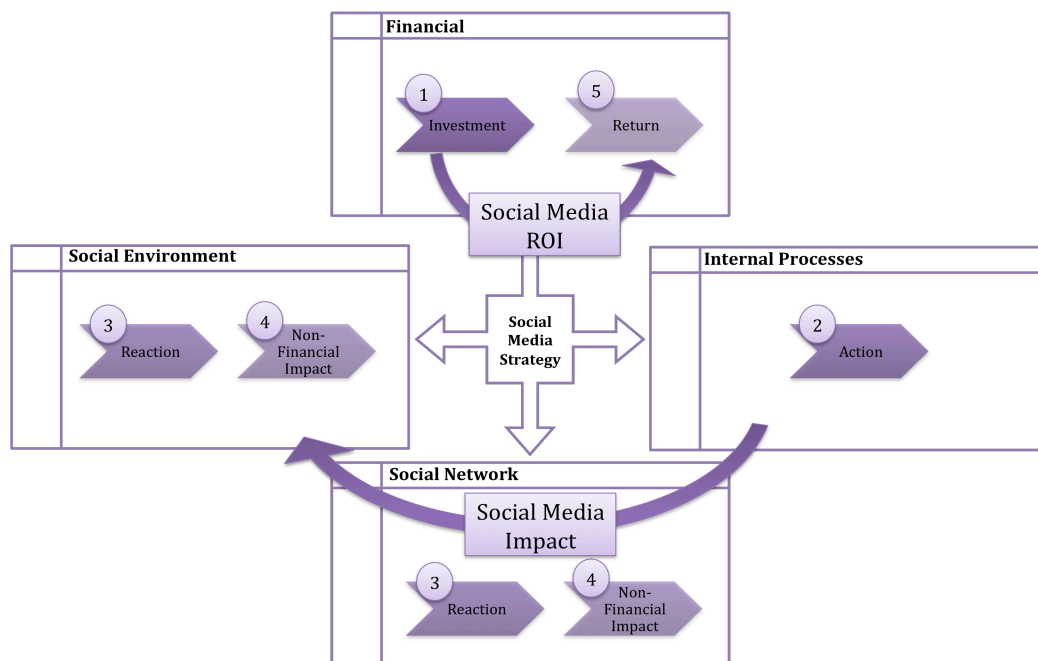 Financial
1
Investment
5
Return
Social Media
ROI
Social Environment
3
Reaction
4
Non-
Financial
Impact
Social
Media
Strategy
Internal Processes
2
Action
Social Network
Social Media
Impact
3
Reaction
4
Non-
Financial
Impact